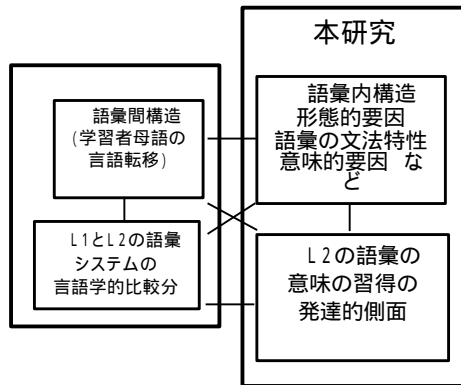 本研究
語彙間構造
(学習者母語の
言語転移)
語彙内構造
形態的要因
語彙の文法特性
意味的要因 な
ど
L1とL2の語彙
システムの
言語学的比較分
L2の語彙の
意味の習得の
発達的側面